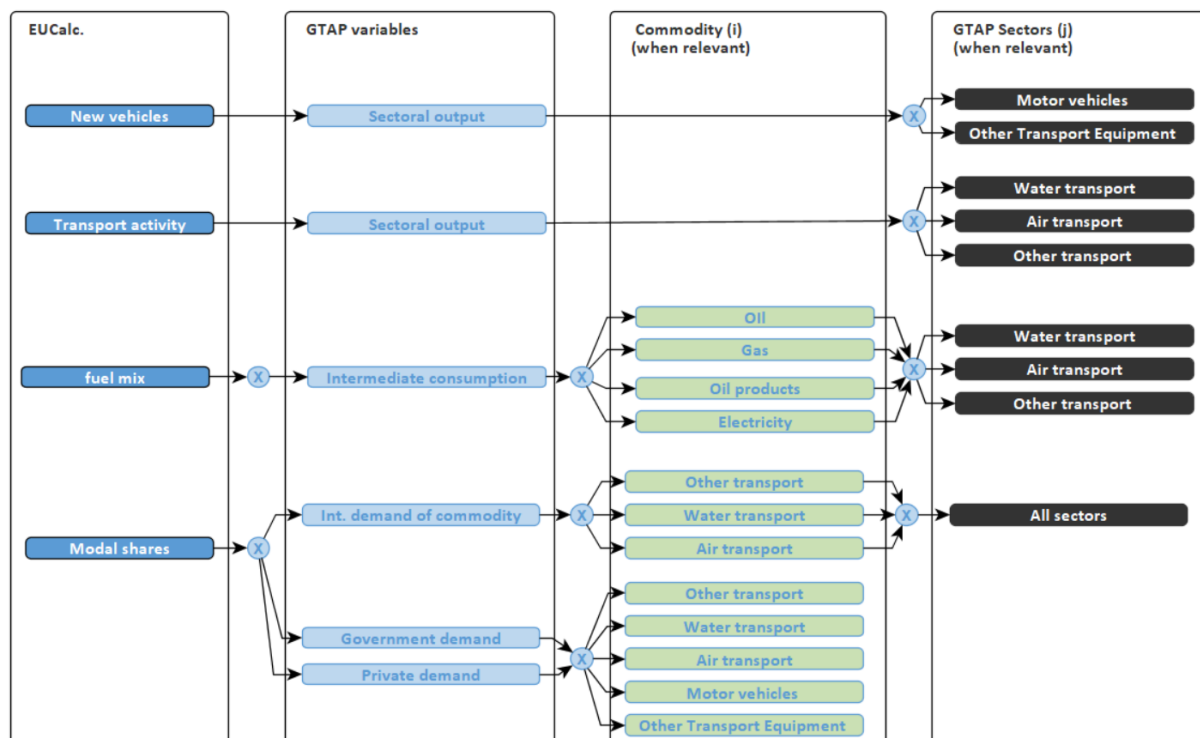 EUCalc.
GTAP variables
Commodity (i)
(when relevant)
GTAP Sectors (j)
(when relevant)
New vehicles
Sectoral output
X
Motor vehicles
Other Transport Equipment
Transport activity
Sectoral output
X
Water transport
Air transport
Other transport
fuel mix
X
Intermediate consumption
X
OIl
Gas
Oil products
Electricity
X
Water transport
Air transport
Other transport
Modal shares
X
Int. demand of commodity
X
Other transport
Water transport
Air transport
X
All sectors
Government demand
Private demand
X
Other transport
Water transport
Air transport
Motor vehicles
Other Transport Equipment